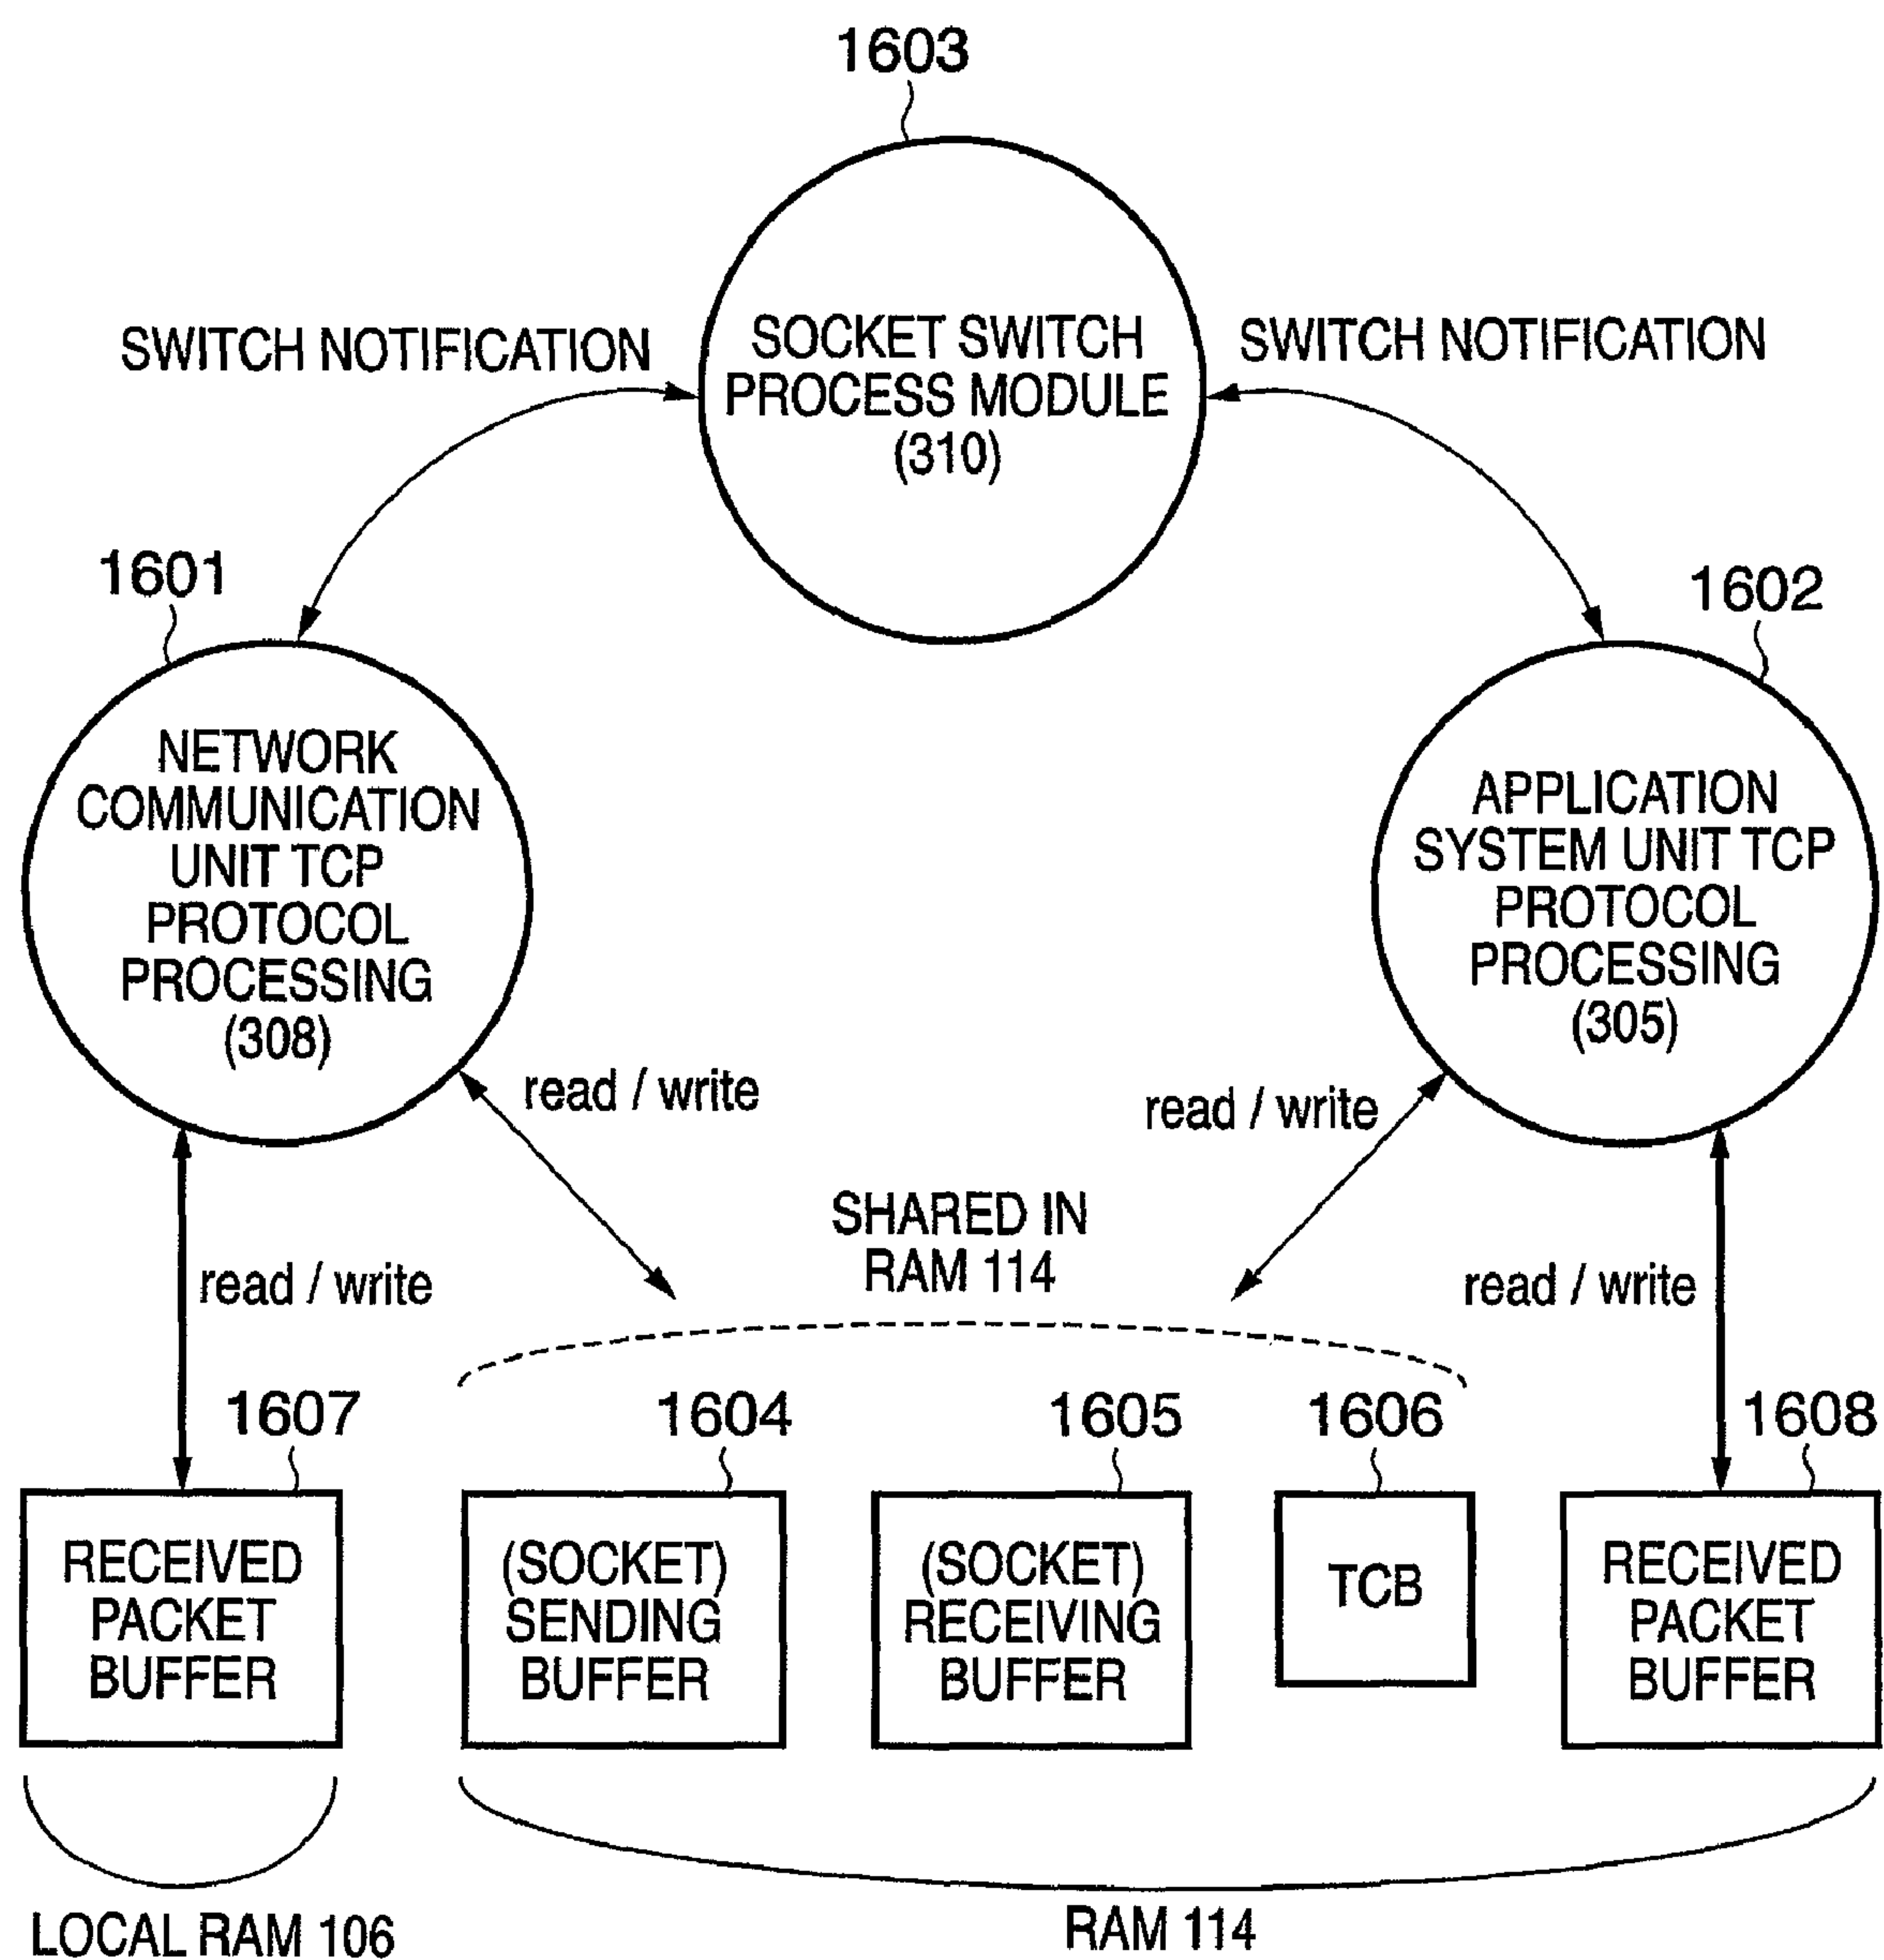 1603
SWITCH NOTIFICATION
SOCKET SWITCH
PROCESS MODULE
(310)
SWITCH NOTIFICATION
1601
1602
NETWORK
COMMUNICATION
UNIT TCP
PROTOCOL
PROCESSING
(308)
APPLICATION
SYSTEM UNIT TCP
PROTOCOL
PROCESSING
(305)
read / write
read / write
SHARED IN
RAM 114
read / write
read / write
1607
1604
1605
1606
1608
RECEIVED
PACKET
BUFFER
(SOCKET)
SENDING
BUFFER
(SOCKET)
RECEIVING
BUFFER
TCB
RECEIVED
PACKET
BUFFER
LOCAL RAM 106
RAM 114